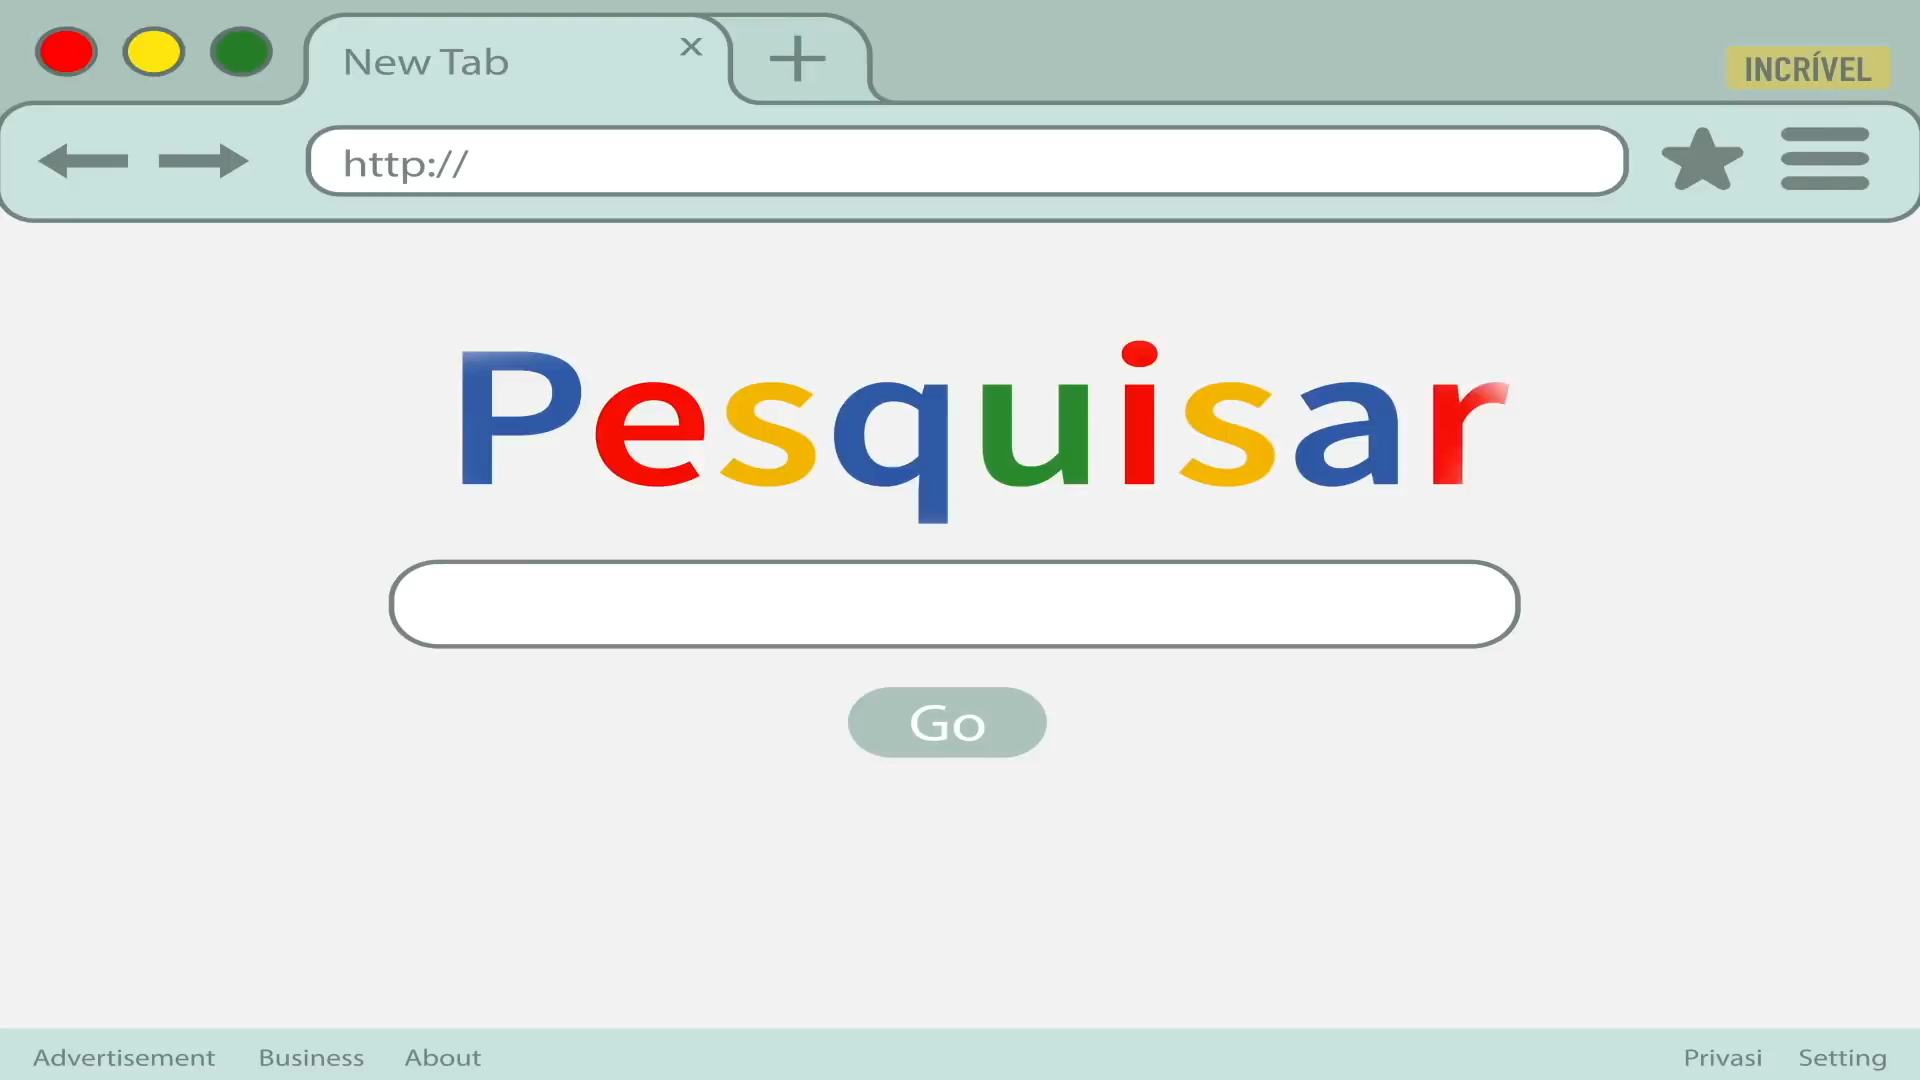 New Tab
INCRÍVEL
http://
Pesquisar
Go
Advertisement Business About Privasi Setting